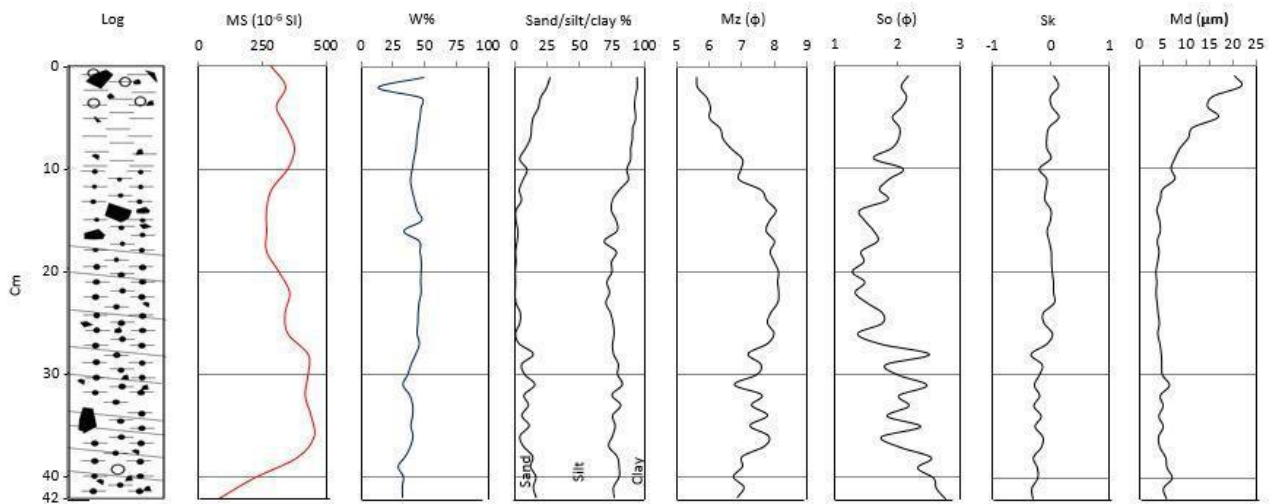 Log MS (10⁻⁶ SI) W% Sand/silt/clay % Mz (ϕ) So (ϕ) Sk Md (μm)
0 250 500 0 25 50 75 100 0 25 50 75 100 5 6 7 8 9 1 2 3 -1 0 1 0 5 10 15 20 25
0
10
20
Cm
30
40
42
Sand Silt Clay